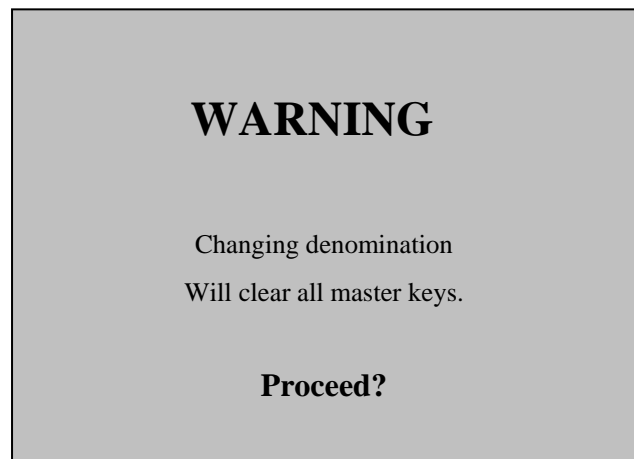 WARNING
Changing denomination
Will clear all master keys.
Proceed?